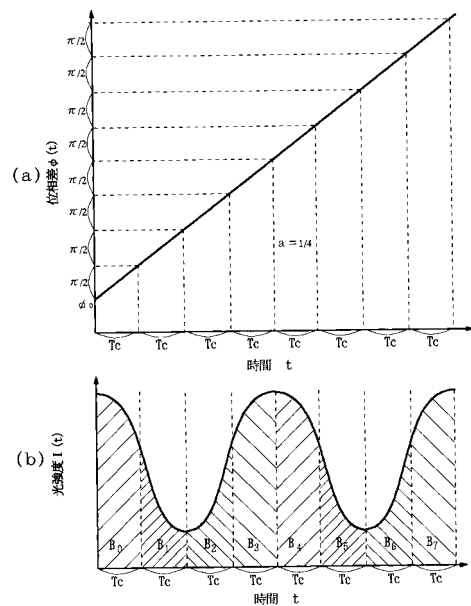 π/2
π/2
π/2
π/2
π/2
π/2
π/2
π/2
φ₀
位相差 φ(t)
(a)
a = 1/4
Tc Tc Tc Tc Tc Tc Tc Tc
時間 t
(b)
光強度 I (t)
B₀ B₁ B₂ B₃ B₄ B₅ B₆ B₇
Tc Tc Tc Tc Tc Tc Tc Tc
時間 t